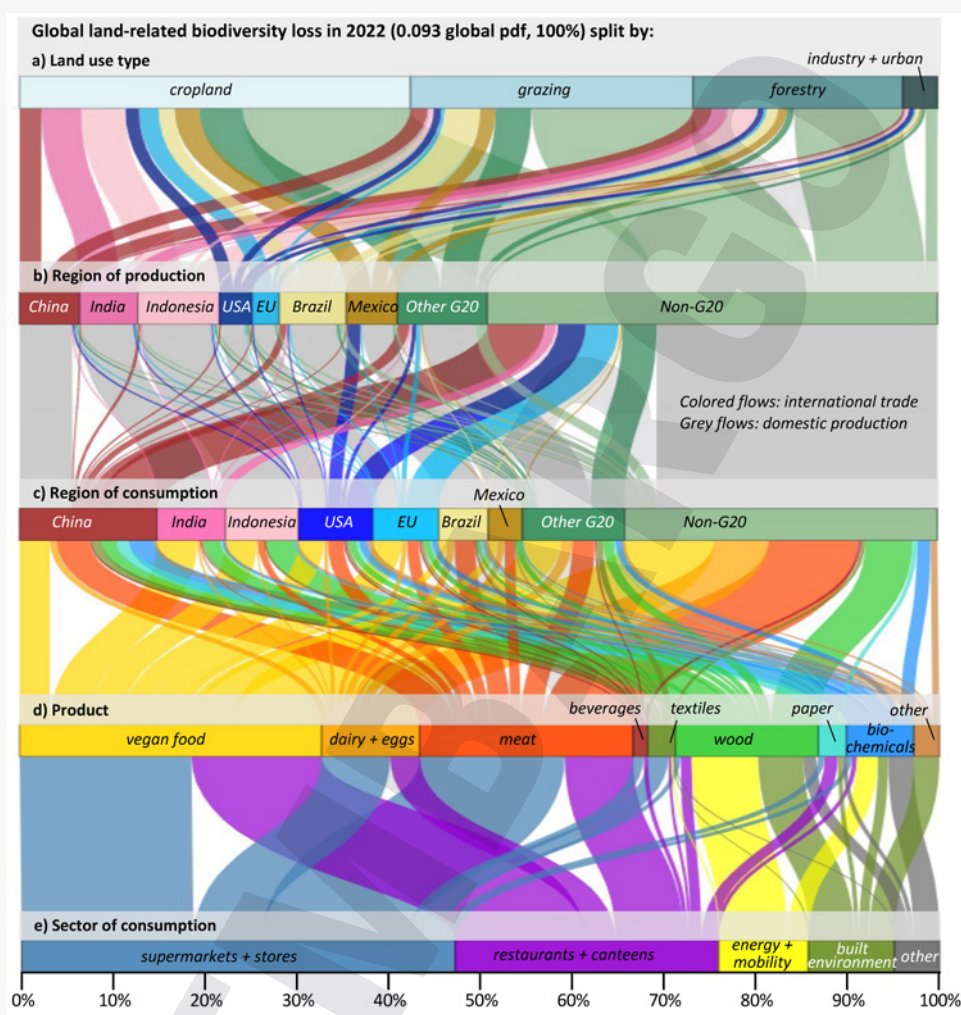 Global land-related biodiversity loss in 2022 (0.093 global pdf, 100%) split by:
a) Land use type
industry + urban
cropland
grazing
forestry
b) Region of production
China
India
Indonesia
USA
EU
Brazil
Mexico
Other G20
Non-G20
Colored flows: international trade
Grey flows: domestic production
c) Region of consumption
Mexico
China
India
Indonesia
USA
EU
Brazil
Other G20
Non-G20
d) Product
beverages
textiles
paper
other
vegan food
dairy + eggs
meat
wood
bio-
chemicals
e) Sector of consumption
supermarkets + stores
restaurants + canteens
energy +
mobility
built
environment
other
0% 10% 20% 30% 40% 50% 60% 70% 80% 90% 100%